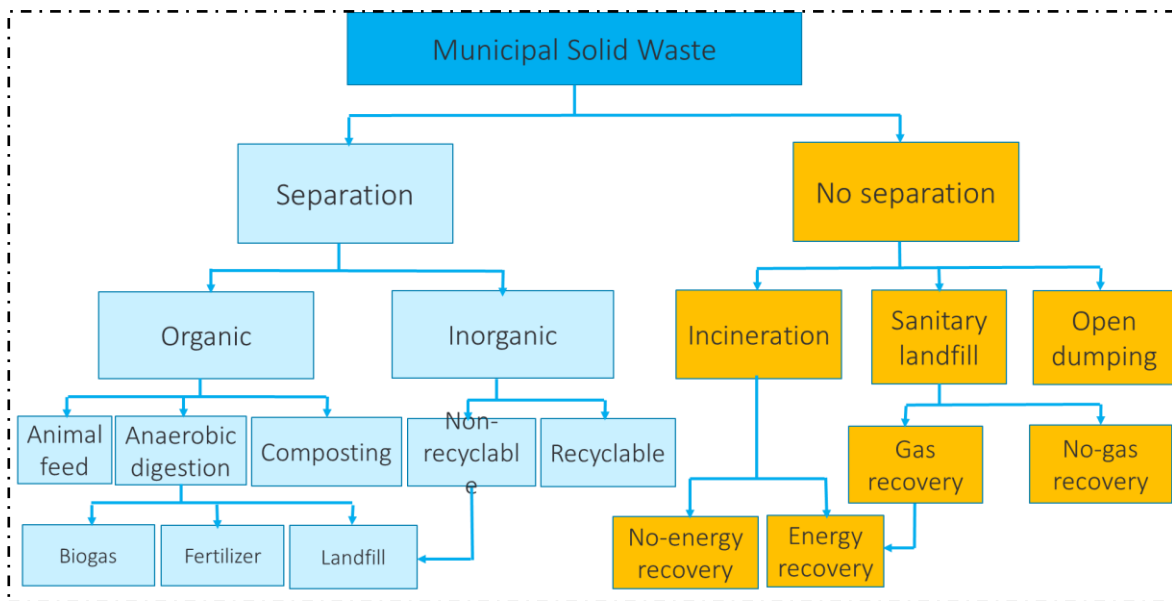 Municipal Solid Waste
Separation
No separation
Organic
Inorganic
Incineration
Sanitary
landfill
Open
dumping
Animal
feed
Anaerobic
digestion
Composting
Non-
recyclabl
e
Recyclable
Gas
recovery
No-gas
recovery
Biogas
Fertilizer
Landfill
No-energy
recovery
Energy
recovery